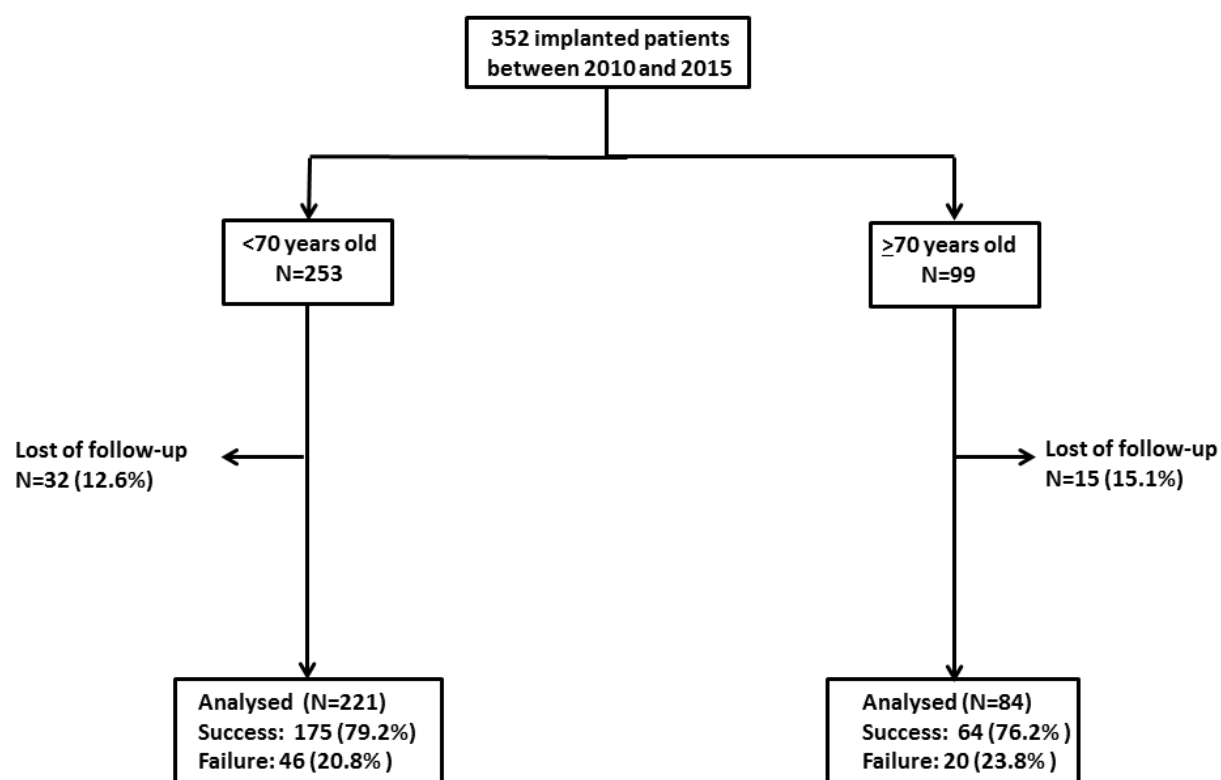 352 implanted patients
between 2010 and 2015
<70 years old
N=253
≥70 years old
N=99
Lost of follow-up
N=32 (12.6%)
Lost of follow-up
N=15 (15.1%)
Analysed (N=221)
Success: 175 (79.2%)
Failure: 46 (20.8%)
Analysed (N=84)
Success: 64 (76.2% )
Failure: 20 (23.8% )